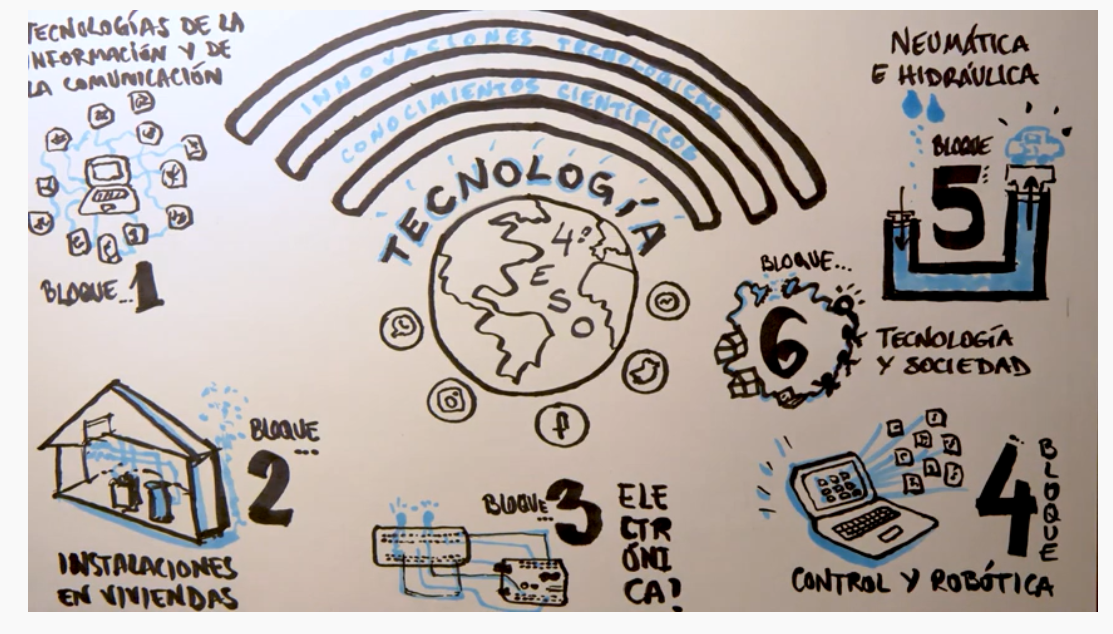 TECNOLOGÍAS DE LA
INFORMACIÓN Y DE
LA COMUNICACIÓN
BLOQUE...1
INNOVACIONES TECNOLÓGICAS
CONOCIMIENTOS CIENTÍFICOS
TECNOLOGÍA
4º
ESO
NEUMÁTICA
E HIDRÁULICA
BLOQUE
5
BLOQUE...
6
TECNOLOGÍA
Y SOCIEDAD
BLOQUE
...
2
INSTALACIONES
EN VIVIENDAS
BLOQUE...3
ELE
CTR
ÓNI
CA
4
BLOQUE
CONTROL Y ROBÓTICA